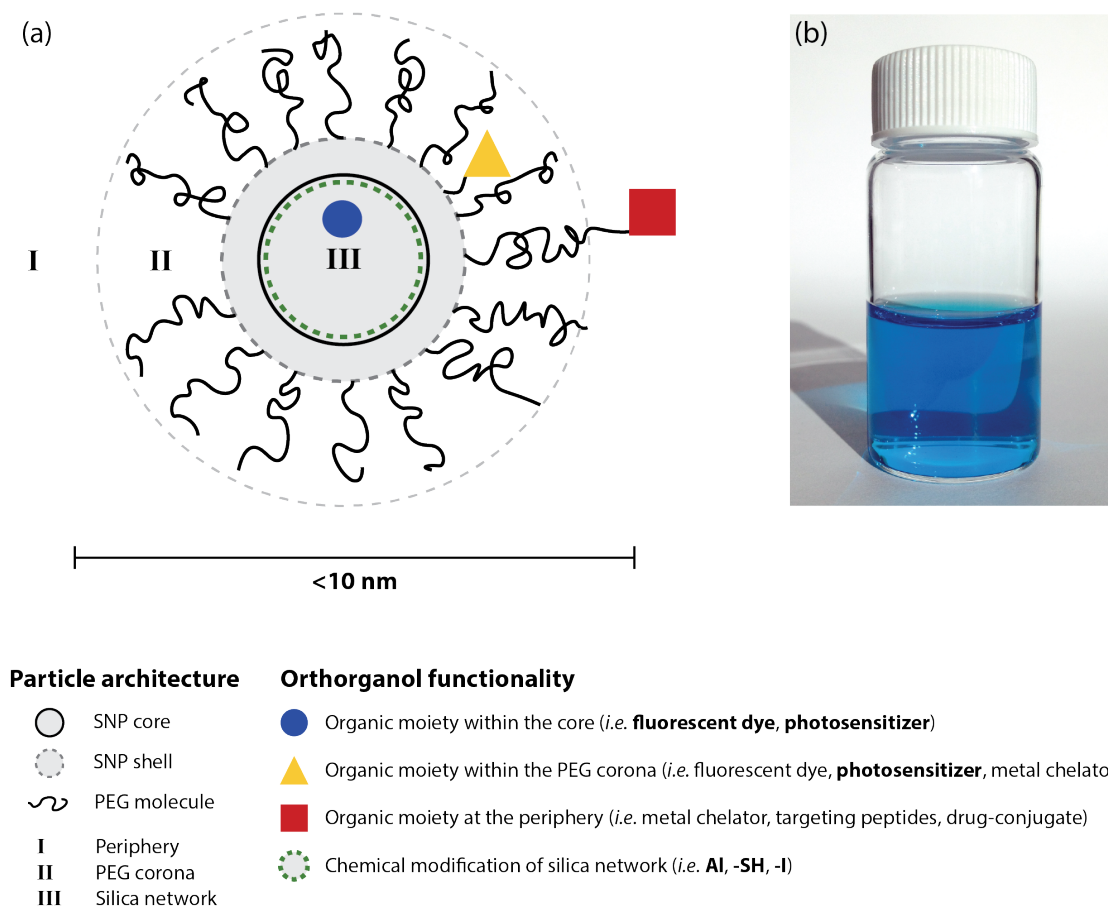 (a)
(b)
I
II
III
<10 nm
Particle architecture
SNP core
SNP shell
PEG molecule
I Periphery
II PEG corona
III Silica network
Orthorganol functionality
Organic moiety within the core (i.e. fluorescent dye, photosensitizer)
Organic moiety within the PEG corona (i.e. fluorescent dye, photosensitizer, metal chelato
Organic moiety at the periphery (i.e. metal chelator, targeting peptides, drug-conjugate)
Chemical modification of silica network (i.e. Al, -SH, -I)